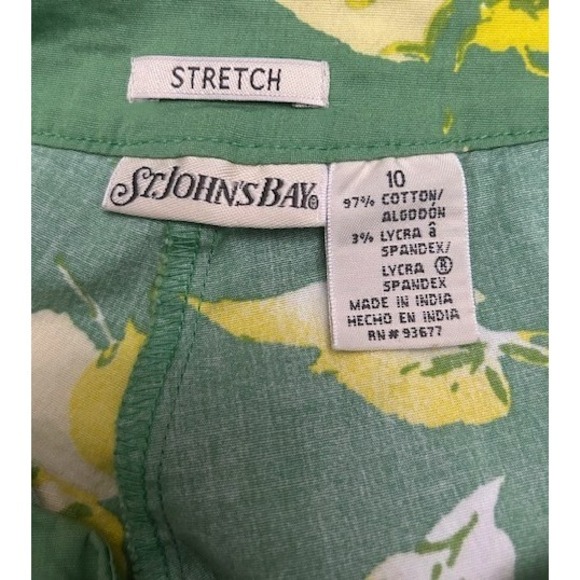 STRETCH
ST. JOHN'S BAY®
10
97% COTTON/
ALGODÓN
3% LYCRA â
SPANDEX/
LYCRA ®
SPANDEX
MADE IN INDIA
HECHO EN INDIA
RN# 93677